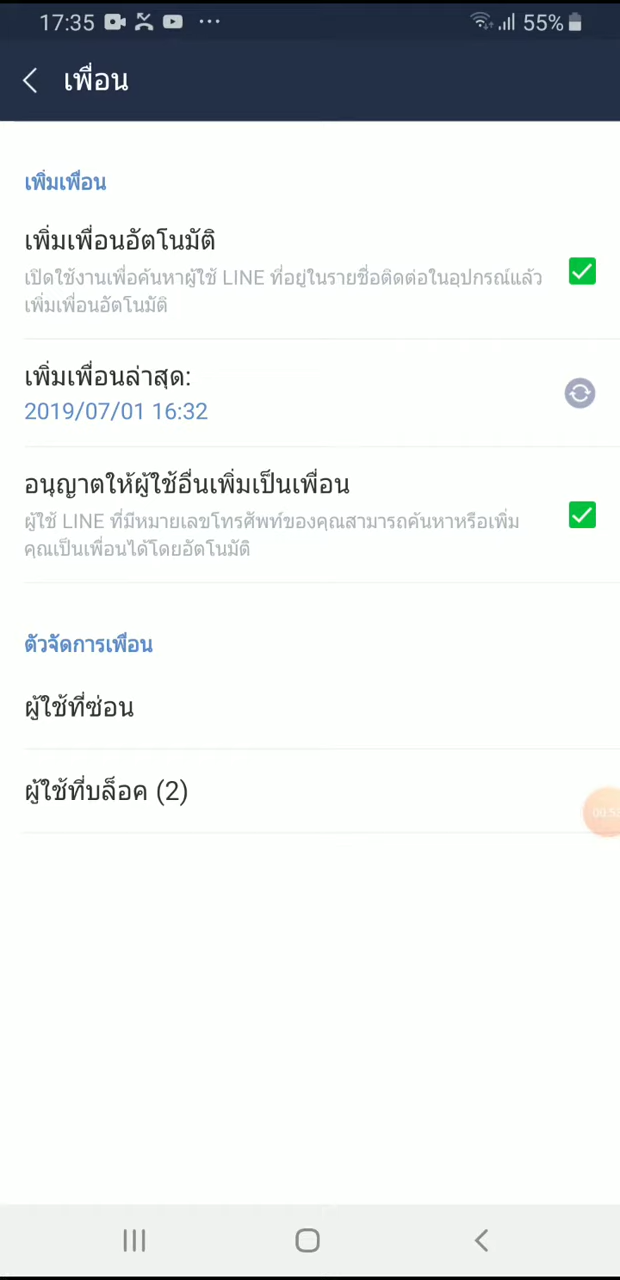 17:35
55%
เพื่อน
เพิ่มเพื่อน
เพิ่มเพื่อนอัตโนมัติ
เปิดใช้งานเพื่อค้นหาผู้ใช้ LINE ที่อยู่ในรายชื่อติดต่อในอุปกรณ์แล้ว
เพิ่มเพื่อนอัตโนมัติ
เพิ่มเพื่อนล่าสุด:
2019/07/01 16:32
อนุญาตให้ผู้ใช้อื่นเพิ่มเป็นเพื่อน
ผู้ใช้ LINE ที่มีหมายเลขโทรศัพท์ของคุณสามารถค้นหาหรือเพิ่ม
คุณเป็นเพื่อนได้โดยอัตโนมัติ
ตัวจัดการเพื่อน
ผู้ใช้ที่ซ่อน
ผู้ใช้ที่บล็อค (2)